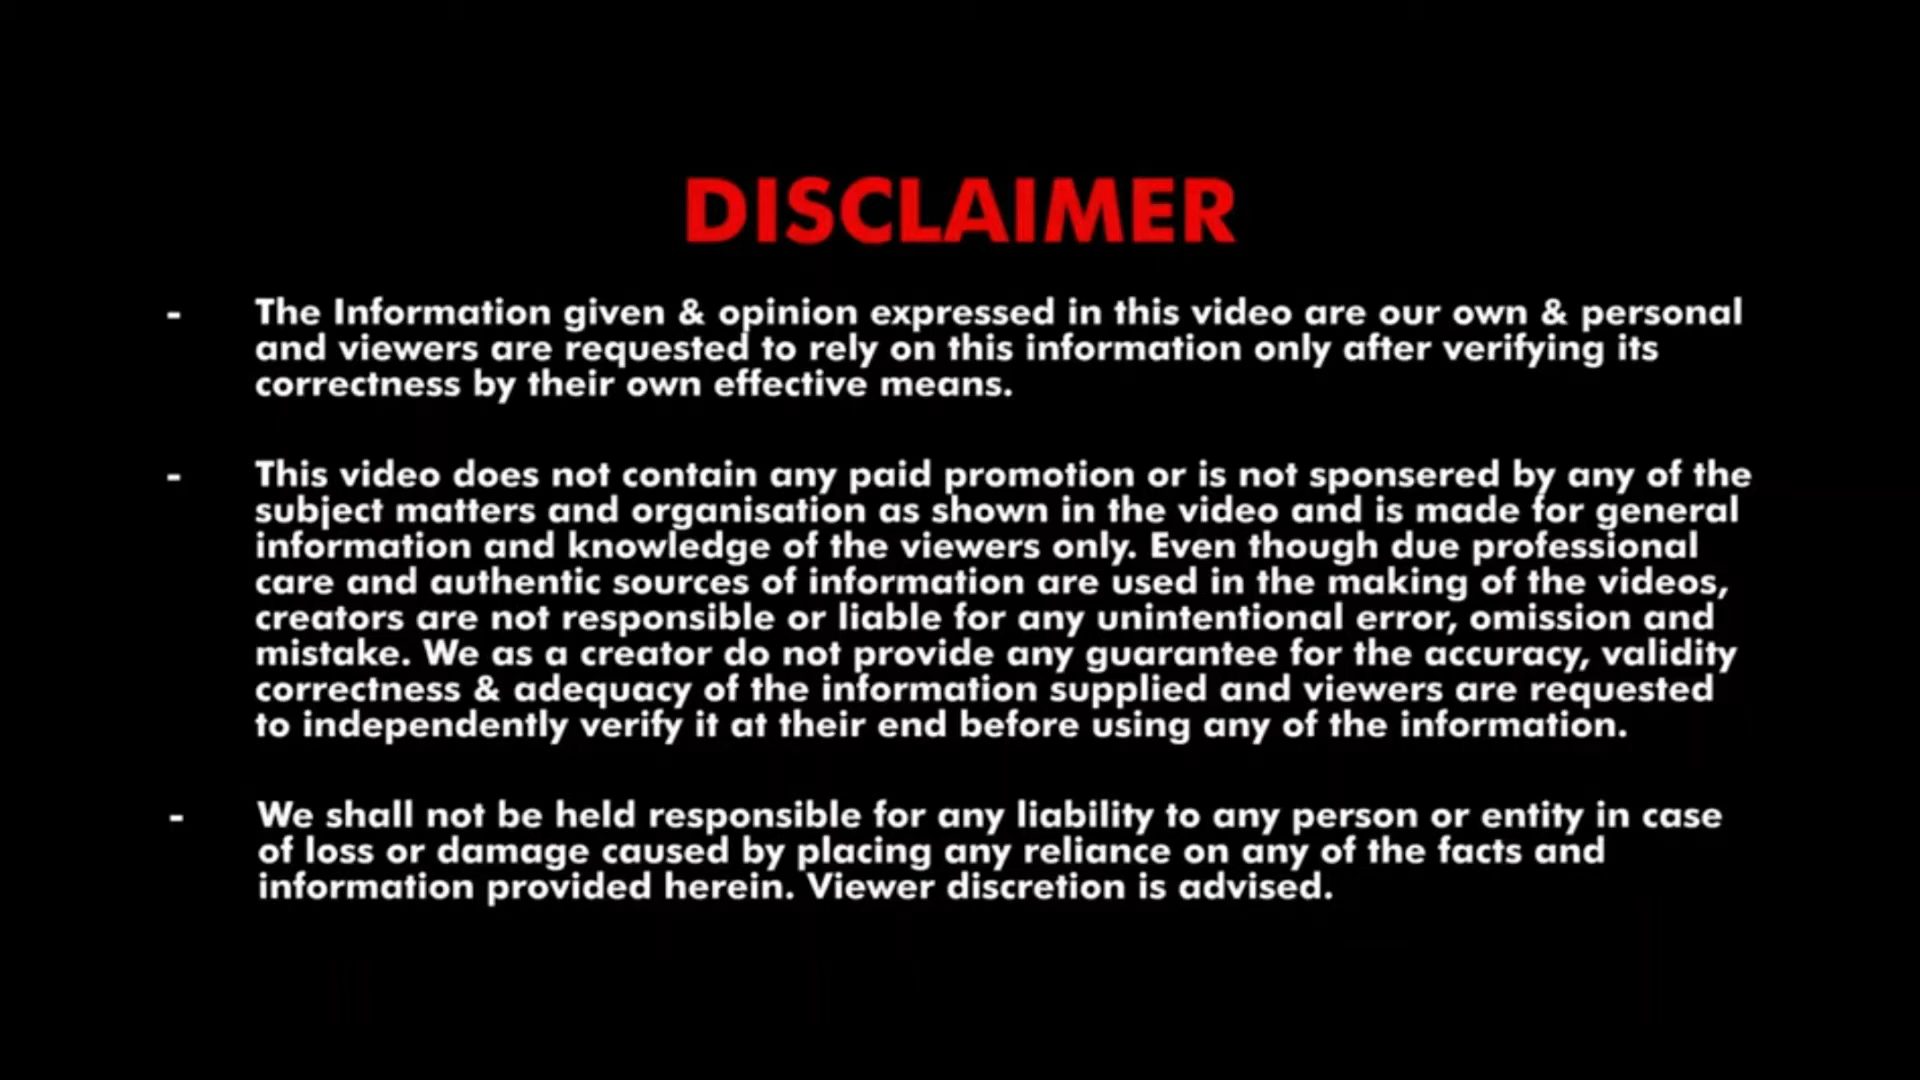 DISCLAIMER
- The Information given & opinion expressed in this video are our own & personal
and viewers are requested to rely on this information only after verifying its
correctness by their own effective means.
- This video does not contain any paid promotion or is not sponsered by any of the
subject matters and organisation as shown in the video and is made for general
information and knowledge of the viewers only. Even though due professional
care and authentic sources of information are used in the making of the videos,
creators are not responsible or liable for any unintentional error, omission and
mistake. We as a creator do not provide any guarantee for the accuracy, validity
correctness & adequacy of the information supplied and viewers are requested
to independently verify it at their end before using any of the information.
- We shall not be held responsible for any liability to any person or entity in case
of loss or damage caused by placing any reliance on any of the facts and
information provided herein. Viewer discretion is advised.